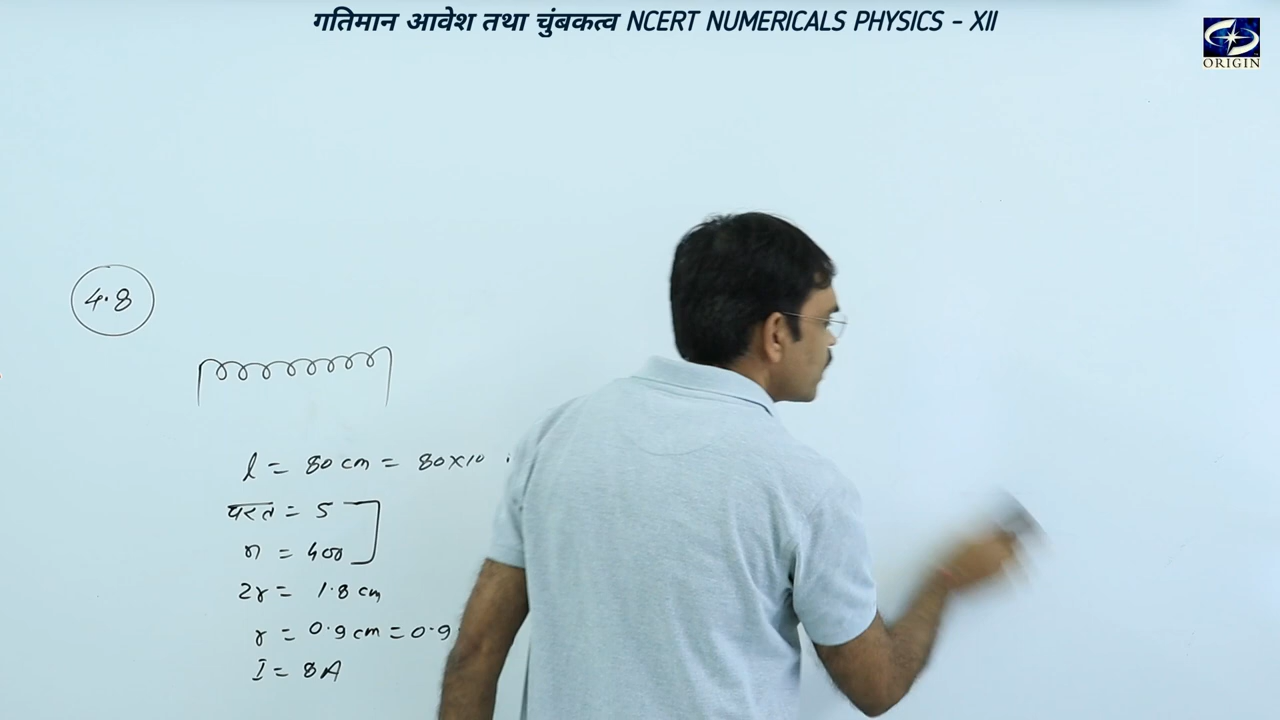 गतिमान आवेश तथा चुंबकत्व NCERT NUMERICALS PHYSICS - XII
ORIGIN
4.8
l = 80 cm = 80×10
परत = 5
n = 400
2r = 1.8 cm
r = 0.9 cm = 0.9
I = 8A